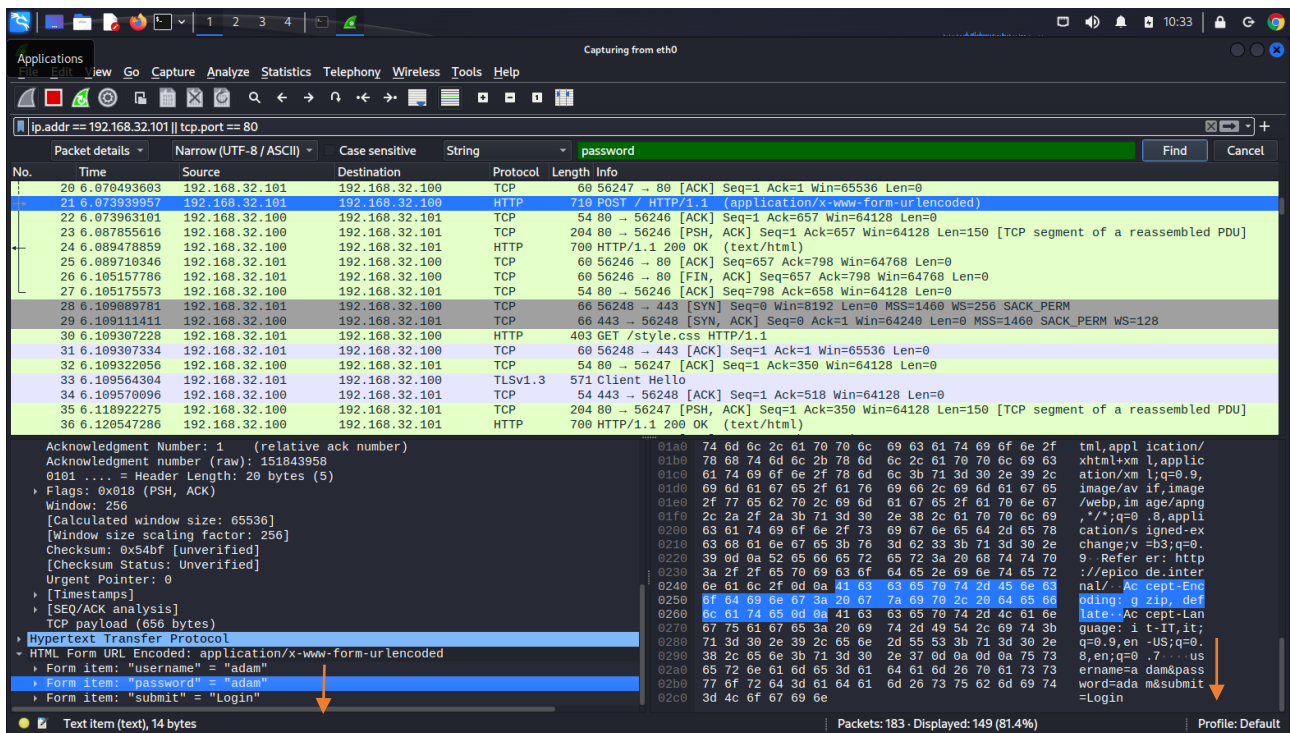 1 2 3 4 10:33
Capturing from eth0
Applications
File Edit View Go Capture Analyze Statistics Telephony Wireless Tools Help
ip.addr == 192.168.32.101 || tcp.port == 80
Packet details Narrow (UTF-8 / ASCII) Case sensitive String password Find Cancel
No. Time Source Destination Protocol Length Info
20 6.070493603 192.168.32.101 192.168.32.100 TCP 60 56247 → 80 [ACK] Seq=1 Ack=1 Win=65536 Len=0
21 6.073939957 192.168.32.101 192.168.32.100 HTTP 710 POST / HTTP/1.1 (application/x-www-form-urlencoded)
22 6.073963101 192.168.32.100 192.168.32.101 TCP 54 80 → 56246 [ACK] Seq=1 Ack=657 Win=64128 Len=0
23 6.087855616 192.168.32.100 192.168.32.101 TCP 204 80 → 56246 [PSH, ACK] Seq=1 Ack=657 Win=64128 Len=150 [TCP segment of a reassembled PDU]
24 6.089478859 192.168.32.100 192.168.32.101 HTTP 700 HTTP/1.1 200 OK (text/html)
25 6.089710346 192.168.32.101 192.168.32.100 TCP 60 56246 → 80 [ACK] Seq=657 Ack=798 Win=64768 Len=0
26 6.105157786 192.168.32.101 192.168.32.100 TCP 60 56246 → 80 [FIN, ACK] Seq=657 Ack=798 Win=64768 Len=0
27 6.105175573 192.168.32.100 192.168.32.101 TCP 54 80 → 56246 [ACK] Seq=798 Ack=658 Win=64128 Len=0
28 6.109089781 192.168.32.101 192.168.32.100 TCP 66 56248 → 443 [SYN] Seq=0 Win=8192 Len=0 MSS=1460 WS=256 SACK_PERM
29 6.109111411 192.168.32.100 192.168.32.101 TCP 66 443 → 56248 [SYN, ACK] Seq=0 Ack=1 Win=64240 Len=0 MSS=1460 SACK_PERM WS=128
30 6.109307228 192.168.32.101 192.168.32.100 HTTP 403 GET /style.css HTTP/1.1
31 6.109307334 192.168.32.101 192.168.32.100 TCP 60 56248 → 443 [ACK] Seq=1 Ack=1 Win=65536 Len=0
32 6.109322056 192.168.32.100 192.168.32.101 TCP 54 80 → 56247 [ACK] Seq=1 Ack=350 Win=64128 Len=0
33 6.109564304 192.168.32.101 192.168.32.100 TLSv1.3 571 Client Hello
34 6.109570096 192.168.32.100 192.168.32.101 TCP 54 443 → 56248 [ACK] Seq=1 Ack=518 Win=64128 Len=0
35 6.118922275 192.168.32.100 192.168.32.101 TCP 204 80 → 56247 [PSH, ACK] Seq=1 Ack=350 Win=64128 Len=150 [TCP segment of a reassembled PDU]
36 6.120547286 192.168.32.100 192.168.32.101 HTTP 700 HTTP/1.1 200 OK (text/html)
Acknowledgment Number: 1 (relative ack number)
Acknowledgment number (raw): 151843958
0101 .... = Header Length: 20 bytes (5)
Flags: 0x018 (PSH, ACK)
Window: 256
[Calculated window size: 65536]
[Window size scaling factor: 256]
Checksum: 0x54bf [unverified]
[Checksum Status: Unverified]
Urgent Pointer: 0
[Timestamps]
[SEQ/ACK analysis]
TCP payload (656 bytes)
Hypertext Transfer Protocol
HTML Form URL Encoded: application/x-www-form-urlencoded
Form item: "username" = "adam"
Form item: "password" = "adam"
Form item: "submit" = "Login"
01a0 74 6d 6c 2c 61 70 70 6c 69 63 61 74 69 6f 6e 2f tml,appl ication/
01b0 78 68 74 6d 6c 2b 78 6d 6c 2c 61 70 70 6c 69 63 xhtml+xm l,applic
01c0 61 74 69 6f 6e 2f 78 6d 6c 3b 71 3d 30 2e 39 2c ation/xm l;q=0.9,
01d0 69 6d 61 67 65 2f 61 76 69 66 2c 69 6d 61 67 65 image/av if,image
01e0 2f 77 65 62 70 2c 69 6d 61 67 65 2f 61 70 6e 67 /webp,im age/apng
01f0 2c 2a 2f 2a 3b 71 3d 30 2e 38 2c 61 70 70 6c 69 ,*/*;q=0 .8,appli
0200 63 61 74 69 6f 6e 2f 73 69 67 6e 65 64 2d 65 78 cation/s igned-ex
0210 63 68 61 6e 67 65 3b 76 3d 62 33 3b 71 3d 30 2e change;v =b3;q=0.
0220 39 0d 0a 52 65 66 65 72 65 72 3a 20 68 74 74 70 9··Refer er: http
0230 3a 2f 2f 65 70 69 63 6f 64 65 2e 69 6e 74 65 72 ://epico de.inter
0240 6e 61 6c 2f 0d 0a 41 63 63 65 70 74 2d 45 6e 63 nal/··Ac cept-Enc
0250 6f 64 69 6e 67 3a 20 67 7a 69 70 2c 20 64 65 66 oding: g zip, def
0260 6c 61 74 65 0d 0a 41 63 63 65 70 74 2d 4c 61 6e late··Ac cept-Lan
0270 67 75 61 67 65 3a 20 69 74 2d 49 54 2c 69 74 3b guage: i t-IT,it;
0280 71 3d 30 2e 39 2c 65 6e 2d 55 53 3b 71 3d 30 2e q=0.9,en -US;q=0.
0290 38 2c 65 6e 3b 71 3d 30 2e 37 0d 0a 0d 0a 75 73 8,en;q=0 .7····us
02a0 65 72 6e 61 6d 65 3d 61 64 61 6d 26 70 61 73 73 ername=a dam&pass
02b0 77 6f 72 64 3d 61 64 61 6d 26 73 75 62 6d 69 74 word=ada m&submit
02c0 3d 4c 6f 67 69 6e =Login
Text item (text), 14 bytes Packets: 183 · Displayed: 149 (81.4%) Profile: Default